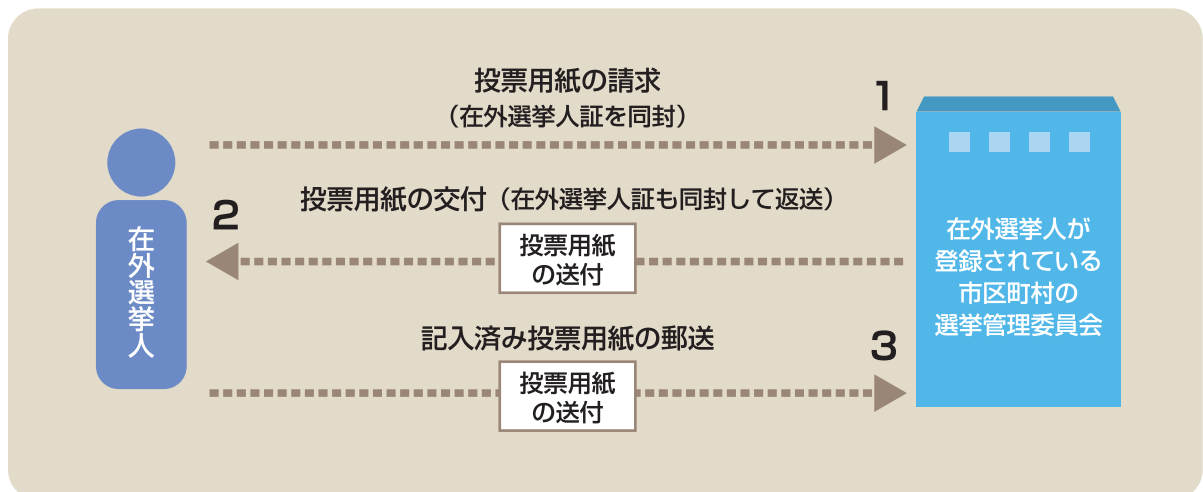 投票用紙の請求
（在外選挙人証を同封）
1
投票用紙の交付（在外選挙人証も同封して返送）
2
投票用紙
の送付
記入済み投票用紙の郵送
3
投票用紙
の送付
在外選挙人
在外選挙人が
登録されている
市区町村の
選挙管理委員会